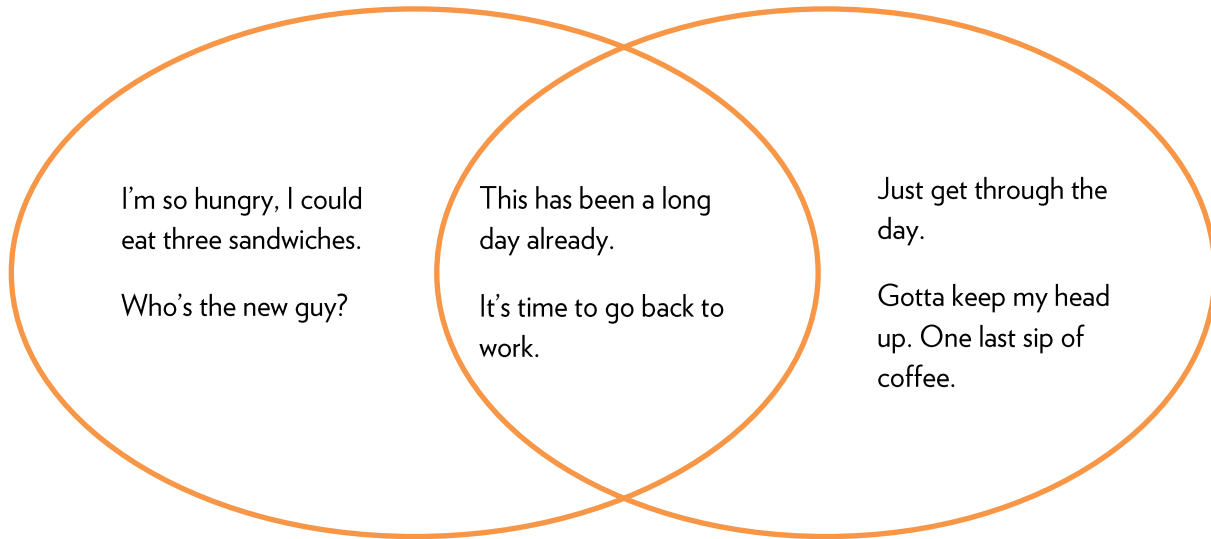 I'm so hungry, I could
eat three sandwiches.
Who's the new guy?
This has been a long
day already.
It's time to go back to
work.
Just get through the
day.
Gotta keep my head
up. One last sip of
coffee.